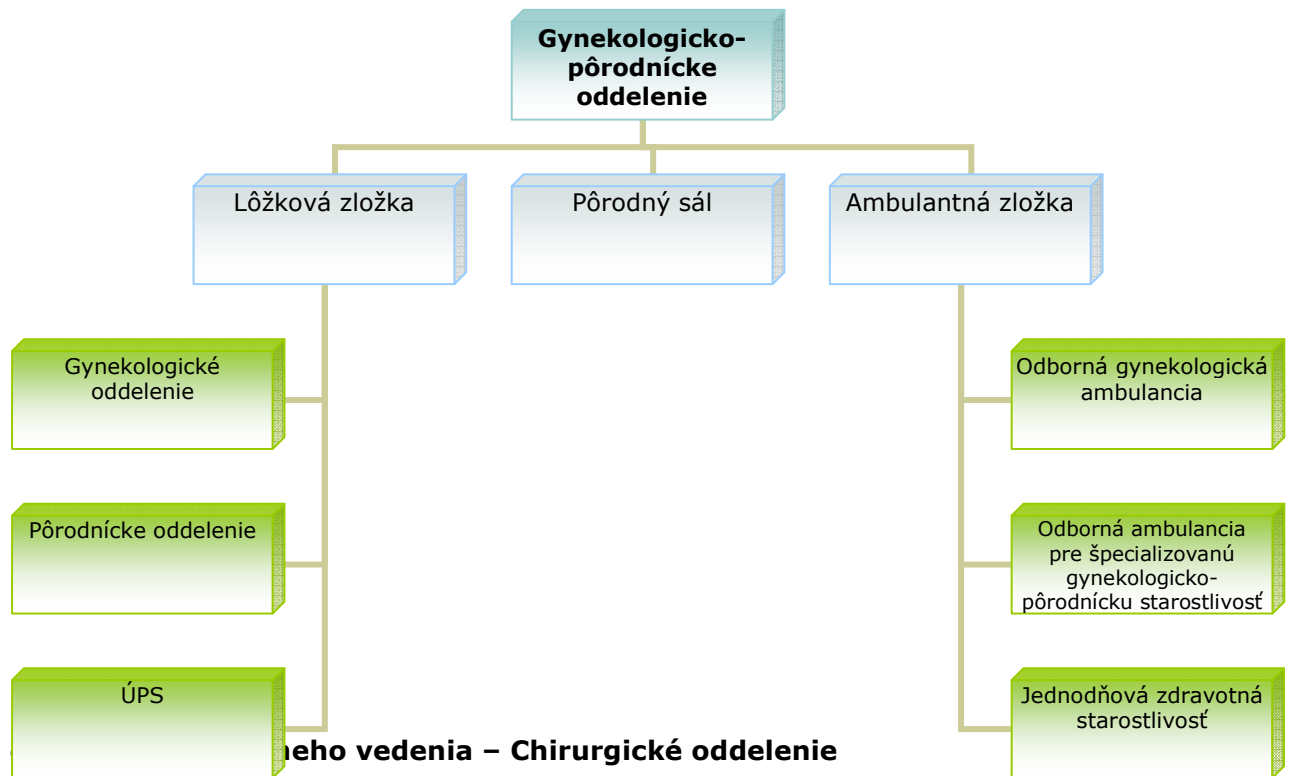 Gynekologicko-
pôrodnícke
oddelenie
Lôžková zložka
Pôrodný sál
Ambulantná zložka
Gynekologické
oddelenie
Odborná gynekologická
ambulancia
Pôrodnícke oddelenie
Odborná ambulancia
pre špecializovanú
gynekologicko-
pôrodnícku starostlivosť
ÚPS
Jednodňová zdravotná
starostlivosť
vedenia – Chirurgické oddelenie